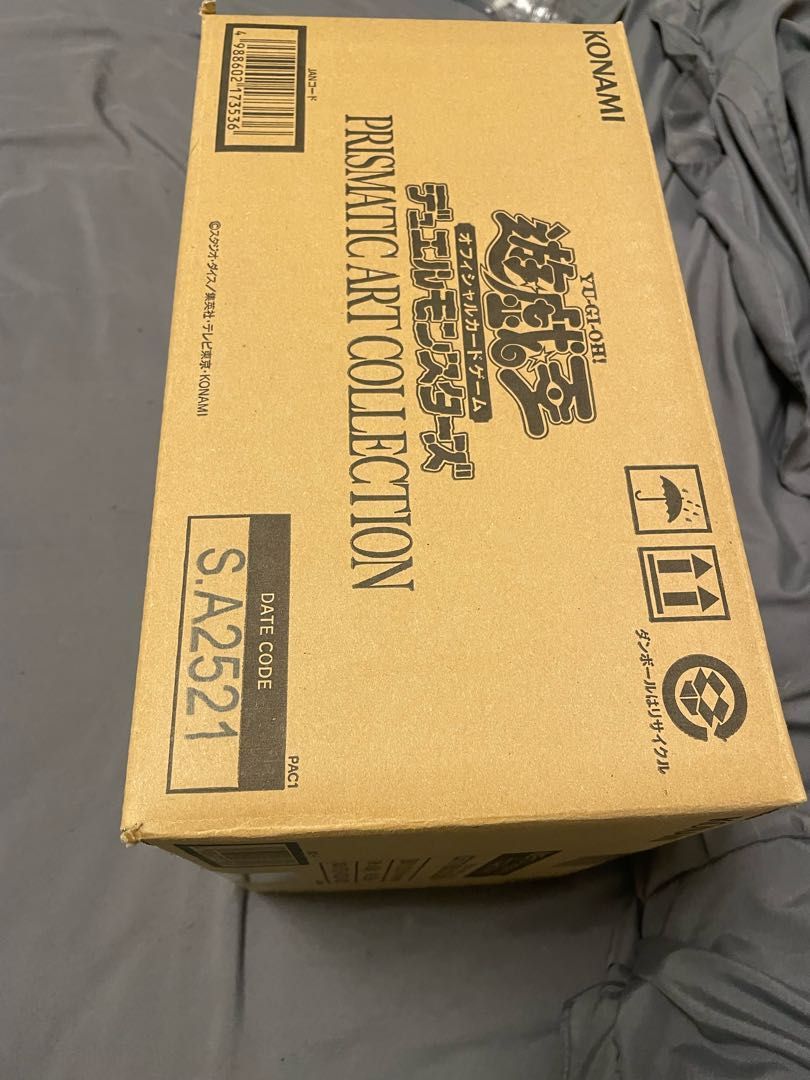 KONAMI
YU-GI-OH!
遊戯王
オフィシャルカードゲーム
デュエルモンスターズ
PRISMATIC ART COLLECTION
JANコード
4 988602 173536
©スタジオ・ダイス/集英社・テレビ東京・KONAMI
ダンボールはリサイクル
PAC1
DATE CODE
S.A2521